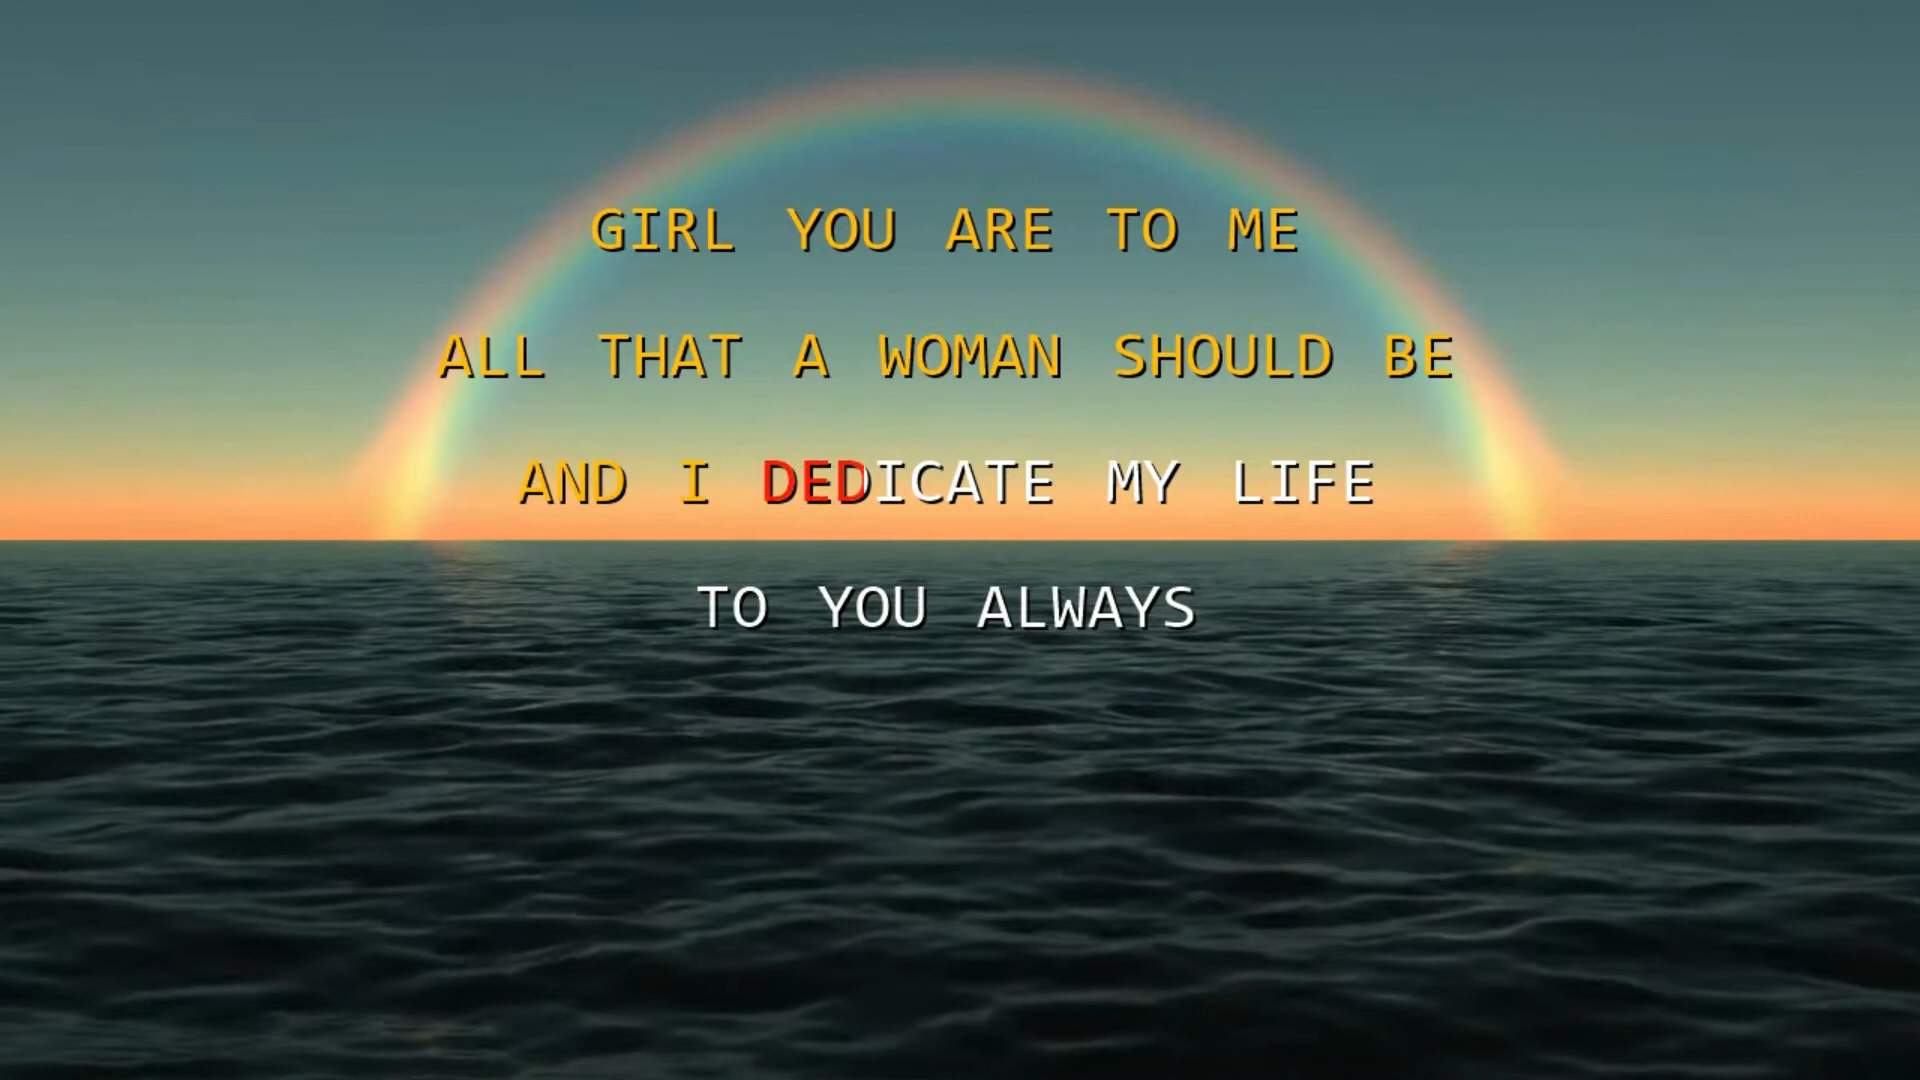 GIRL YOU ARE TO ME
ALL THAT A WOMAN SHOULD BE
AND I DEDICATE MY LIFE
TO YOU ALWAYS